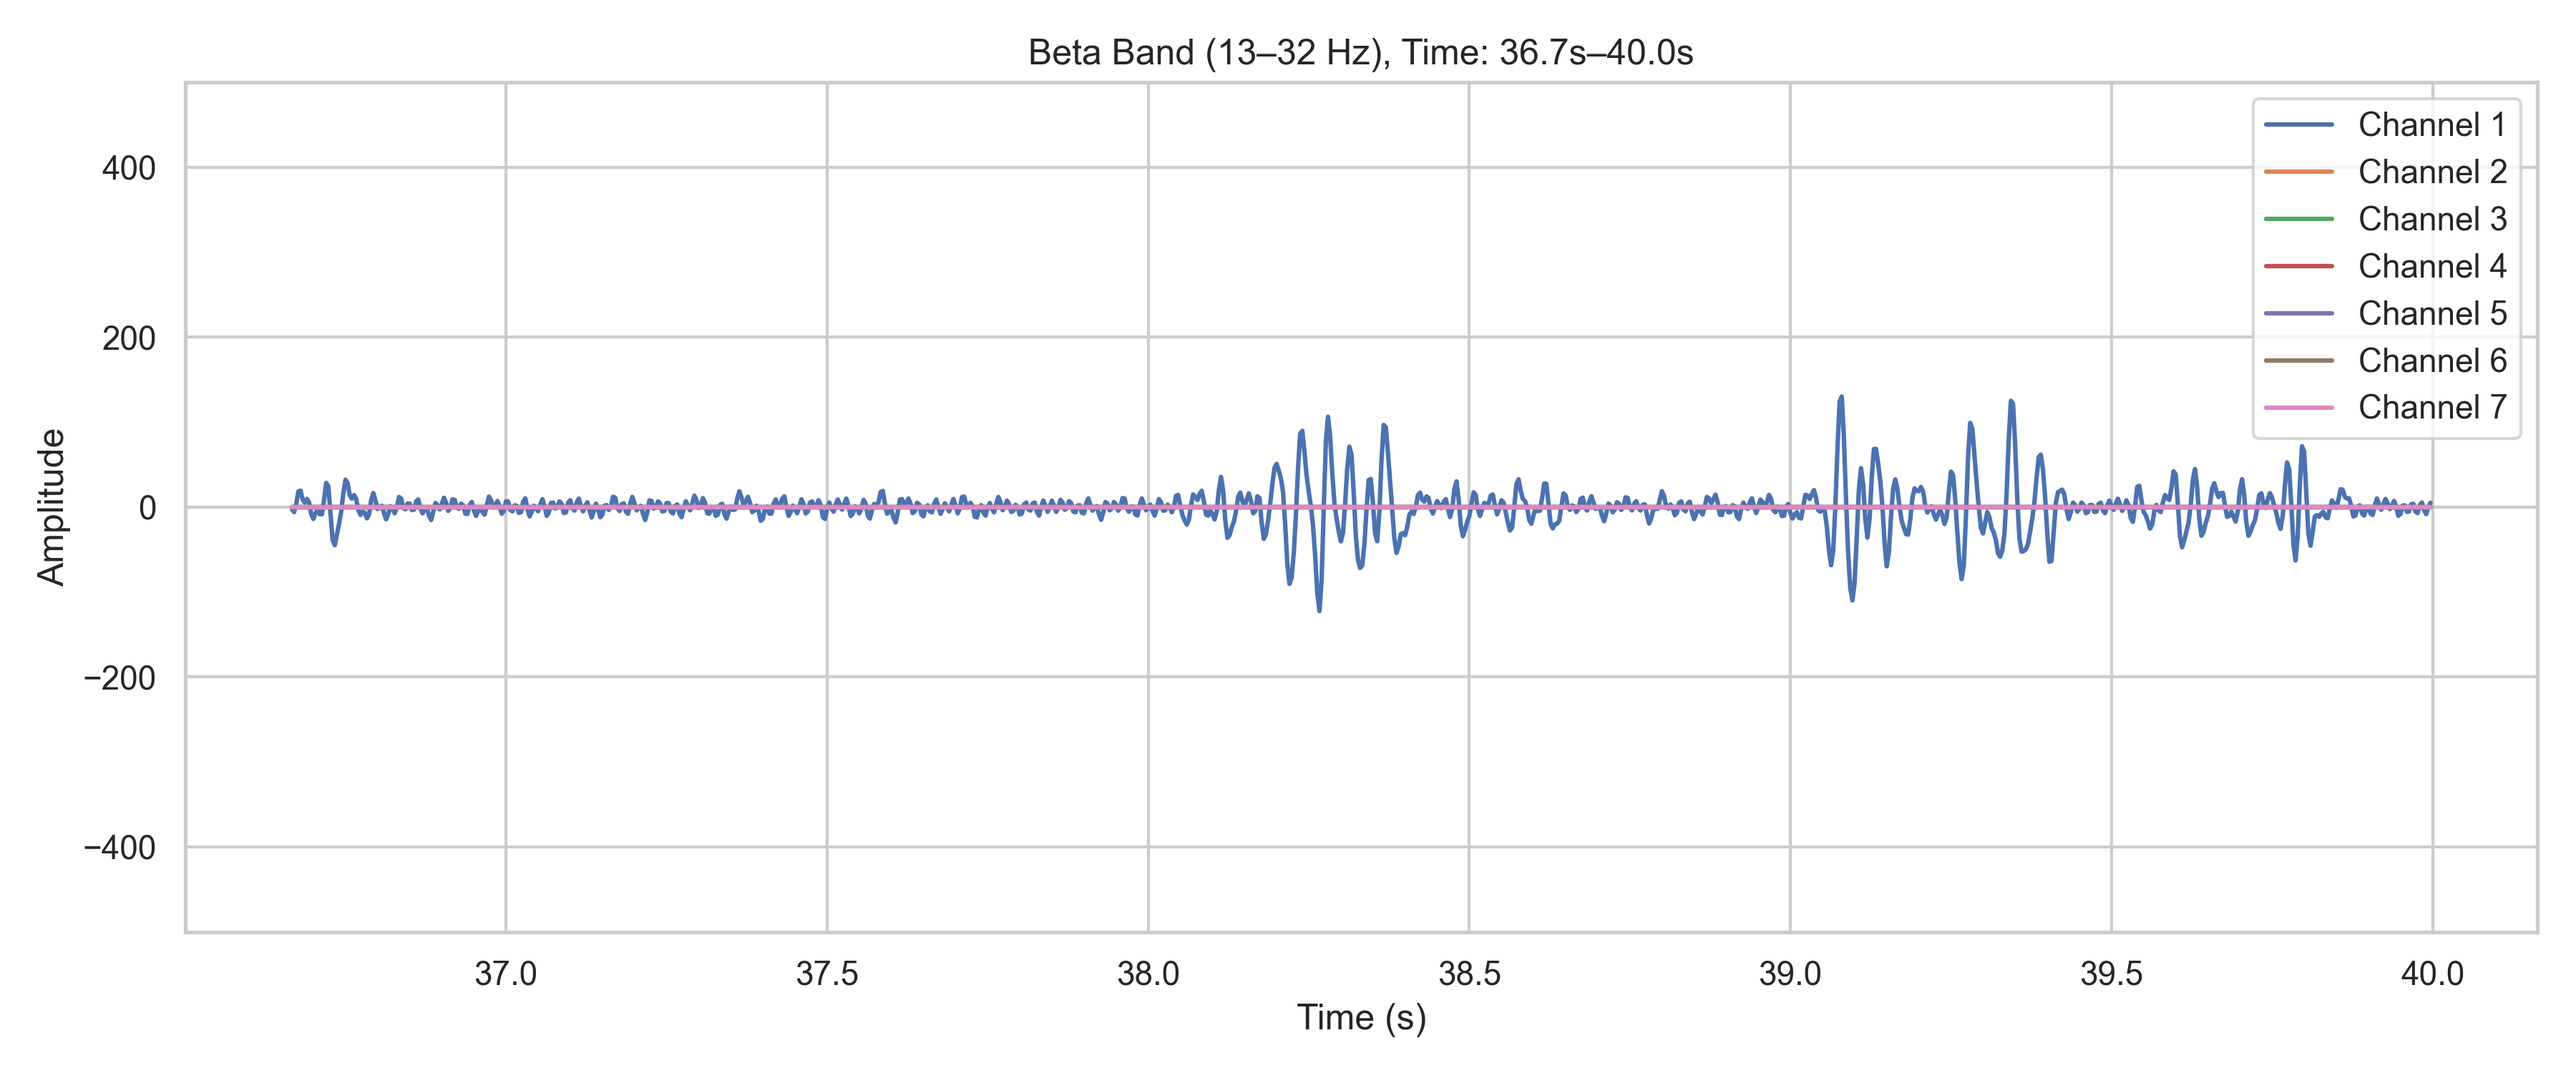 Beta Band (13–32 Hz), Time: 36.7s–40.0s
Channel 1
Channel 2
Channel 3
Channel 4
Channel 5
Channel 6
Channel 7
400
200
0
−200
−400
Amplitude
37.0 37.5 38.0 38.5 39.0 39.5 40.0
Time (s)